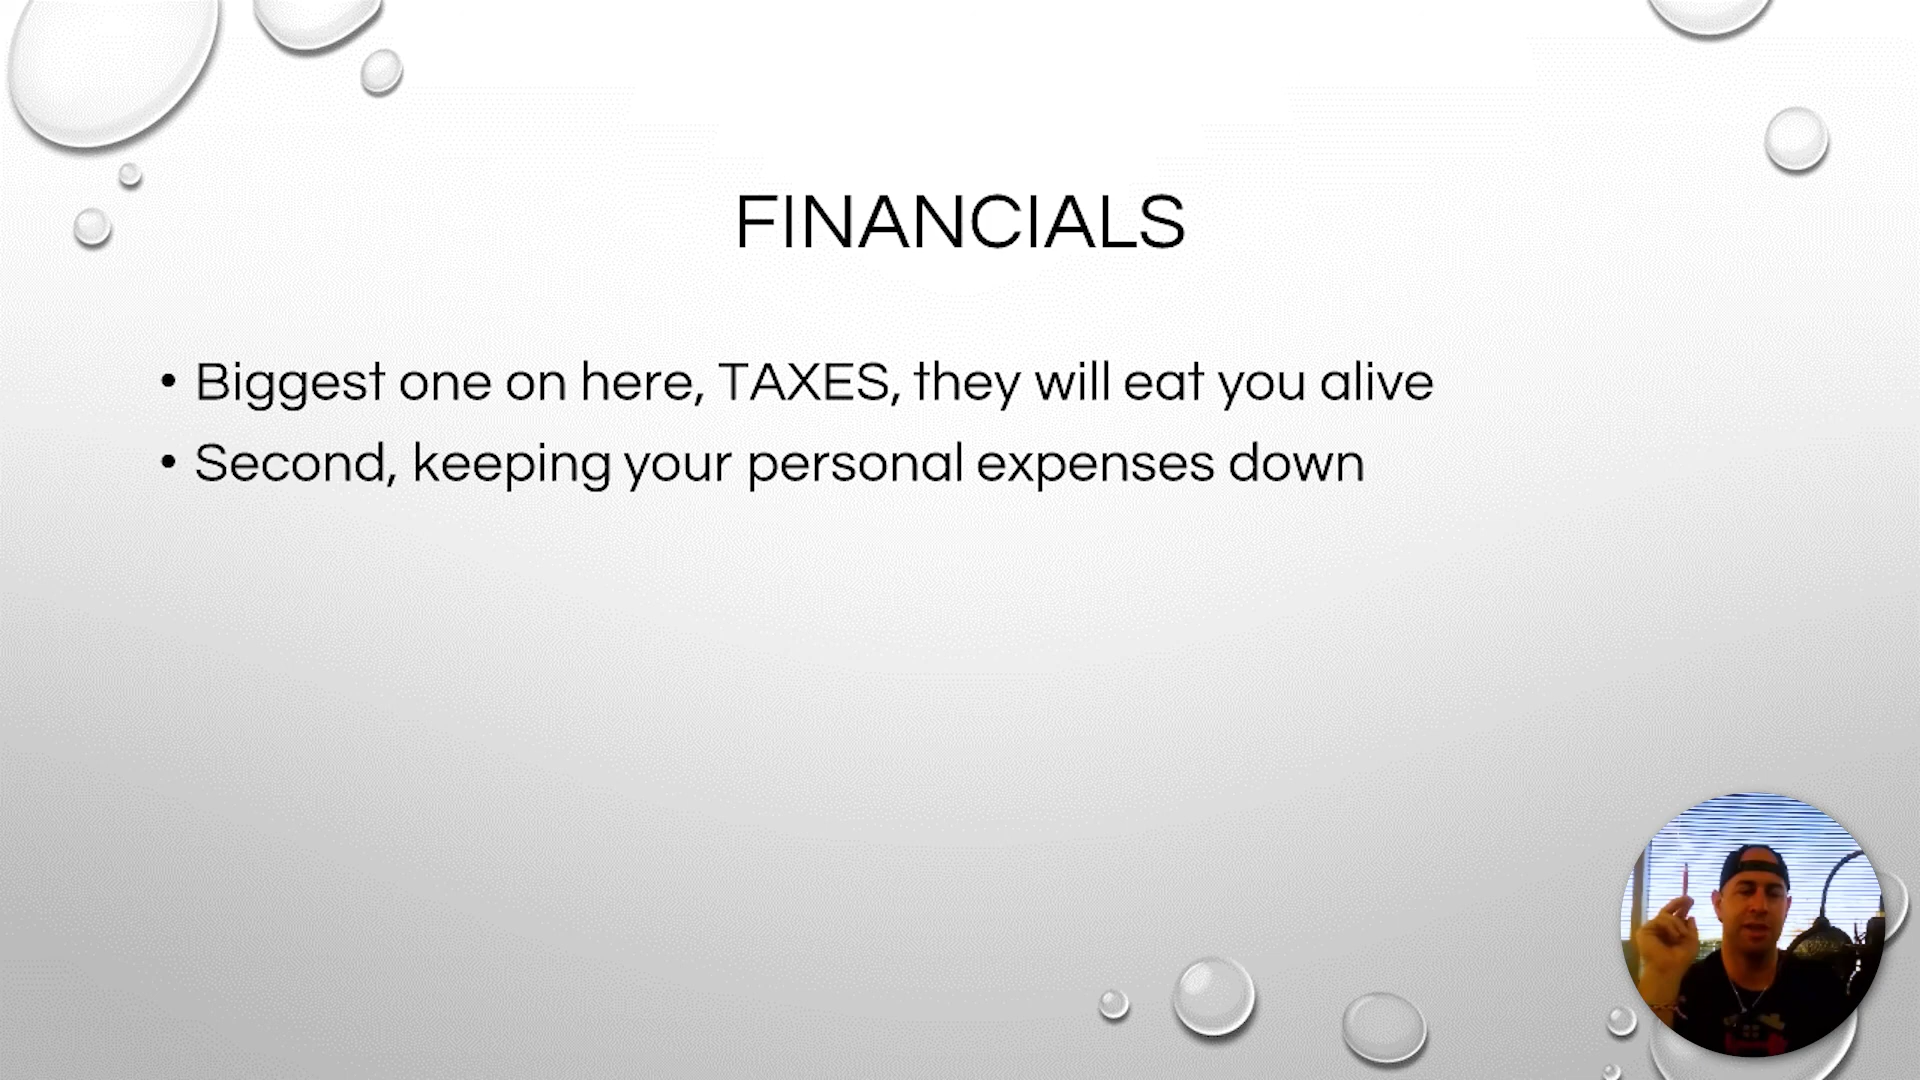 FINANCIALS
• Biggest one on here, TAXES, they will eat you alive
• Second, keeping your personal expenses down